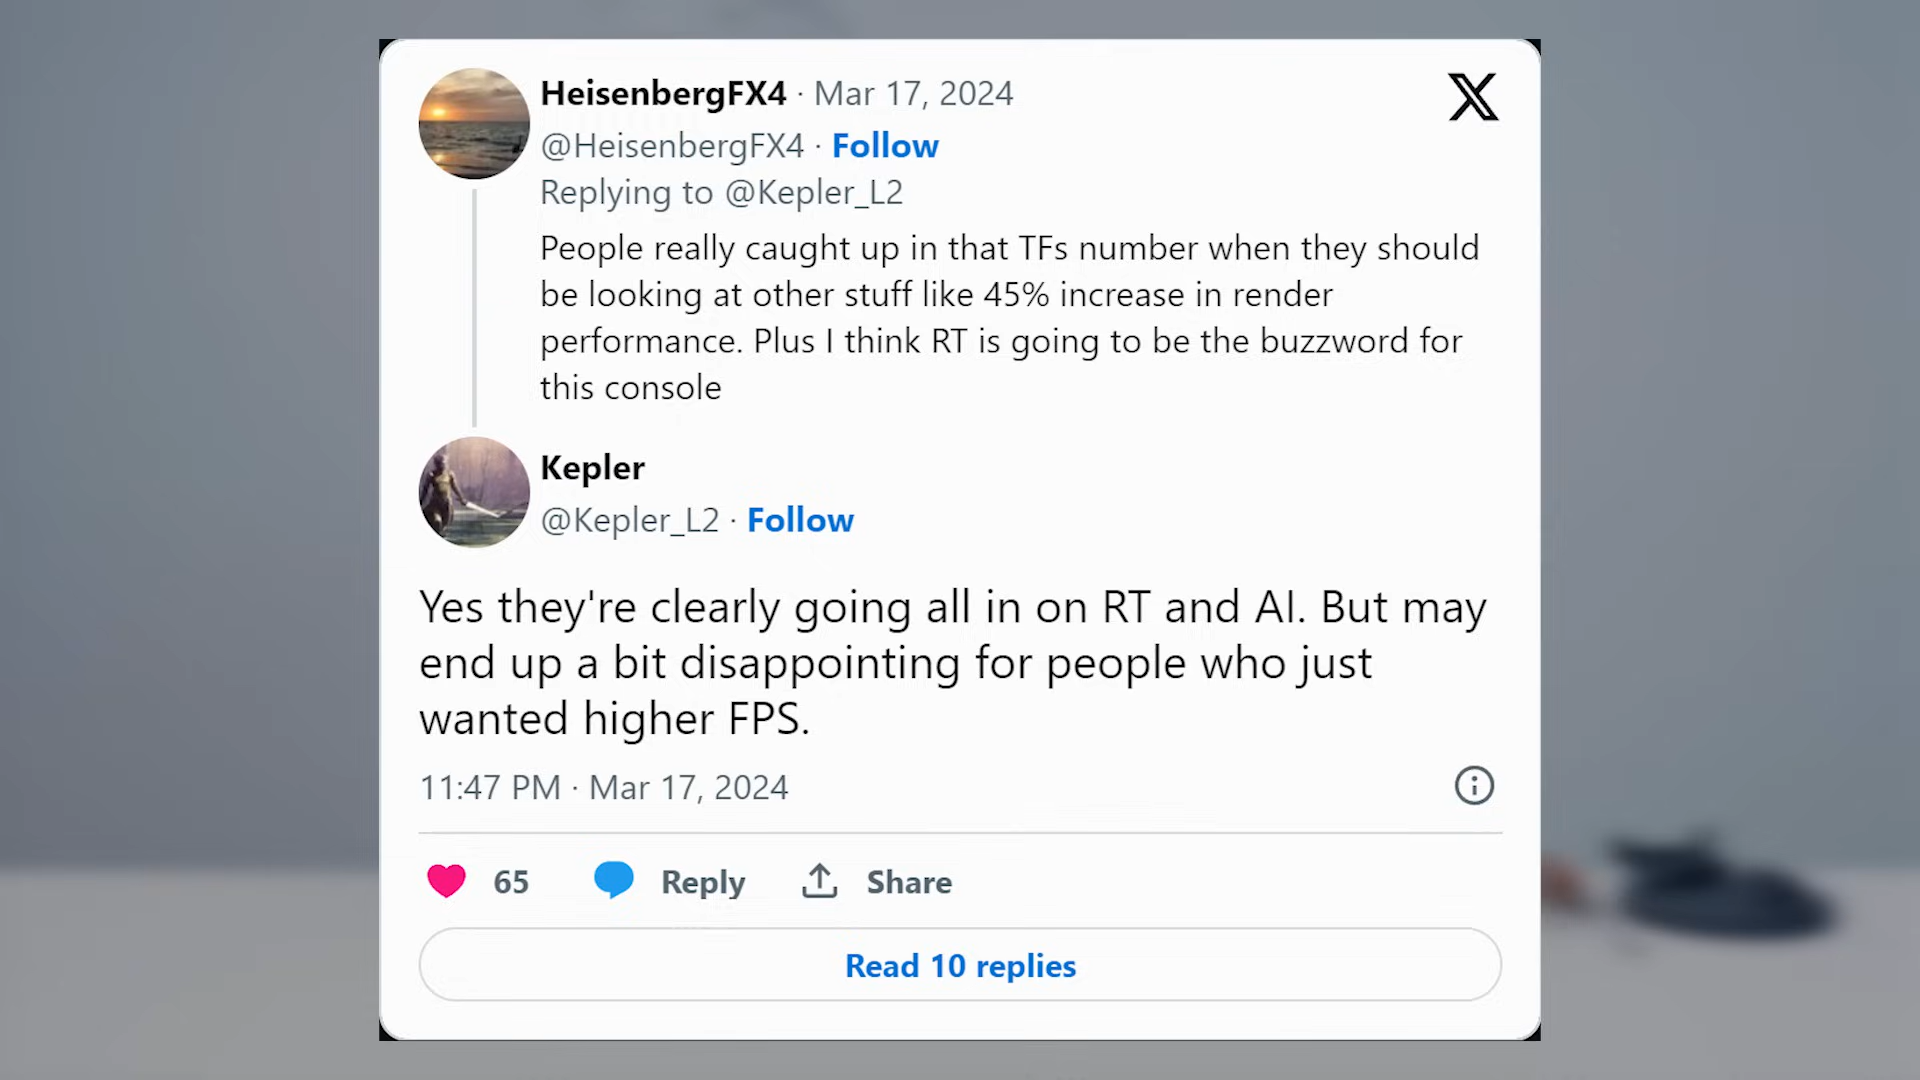 HeisenbergFX4 · Mar 17, 2024
@HeisenbergFX4 · Follow
Replying to @Kepler_L2
People really caught up in that TFs number when they should
be looking at other stuff like 45% increase in render
performance. Plus I think RT is going to be the buzzword for
this console
Kepler
@Kepler_L2 · Follow
Yes they're clearly going all in on RT and AI. But may
end up a bit disappointing for people who just
wanted higher FPS.
11:47 PM · Mar 17, 2024
65 Reply Share
Read 10 replies